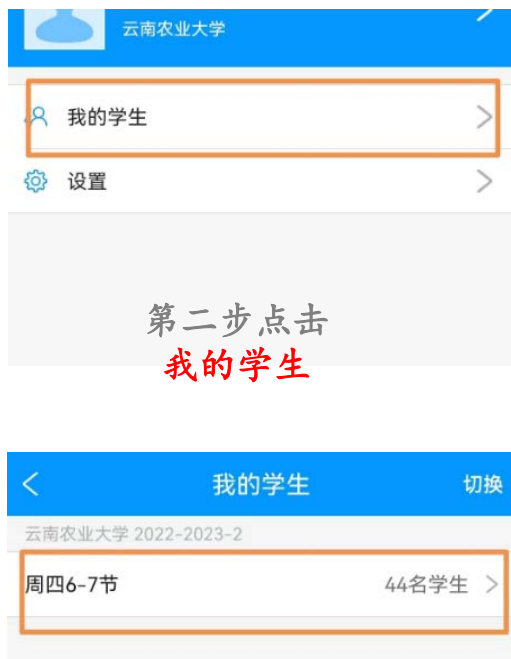 云南农业大学
我的学生
设置
第二步点击
我的学生
我的学生 切换
云南农业大学 2022-2023-2
周四6-7节 44名学生